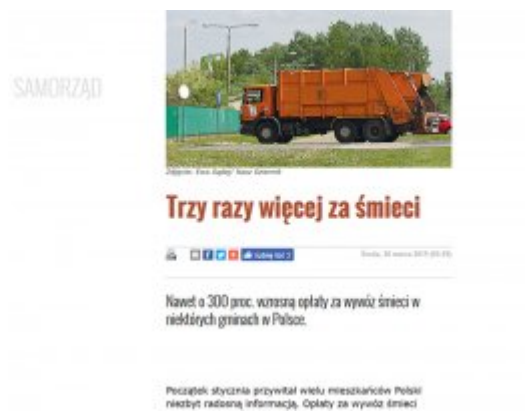 SAMORZĄD
Trzy razy więcej za śmieci
Nawet o 300 proc. wzrosną opłaty za wywóz śmieci w
niektórych gminach w Polsce.
Początek stycznia przywitał wielu mieszkańców Polski
niezbyt radosną informacją. Opłaty za wywóz śmieci